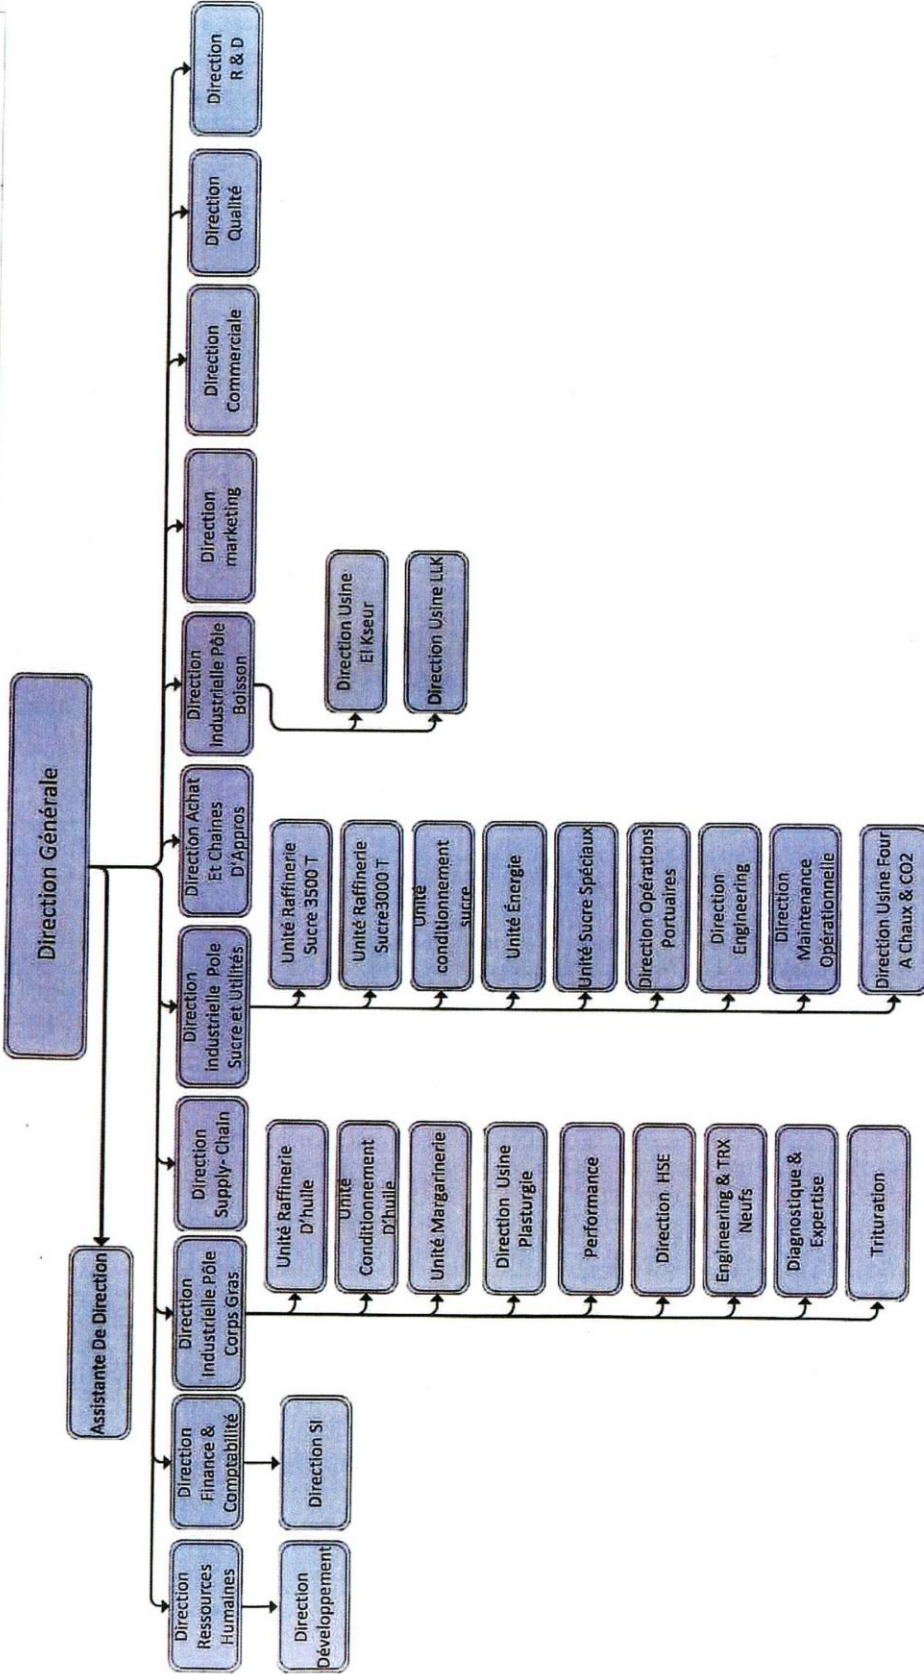 Direction Générale
Assistante De Direction
Direction
Ressources
Humaines
Direction
Finance &
Comptabilité
Direction
Industrielle Pôle
Corps Gras
Direction
Supply- Chain
Direction
industrielle Pole
Sucre et Utilités
Direction Achat
Et Chaines
D'Appros
Direction
Industrielle Pôle
Boisson
Direction
marketing
Direction
Commerciale
Direction
Qualité
Direction
R & D
Direction
Développement
Direction SI
Unité Raffinerie
D'huile
Unité
Conditionnement
D'huile
Unité Margarinerie
Direction Usine
Plasturgie
Performance
Direction HSE
Engineering & TRX
Neufs
Diagnostique &
Expertise
Trituration
Unité Raffinerie
Sucre 3500 T
Unité Raffinerie
Sucre3000 T
Unité
conditionnement
sucre
Unité Énergie
Unité Sucre Spéciaux
Direction Opérations
Portuaires
Direction
Engineering
Direction
Maintenance
Opérationnelle
Direction Usine Four
A Chaux & CO2
Direction Usine
El Kseur
Direction Usine LLK